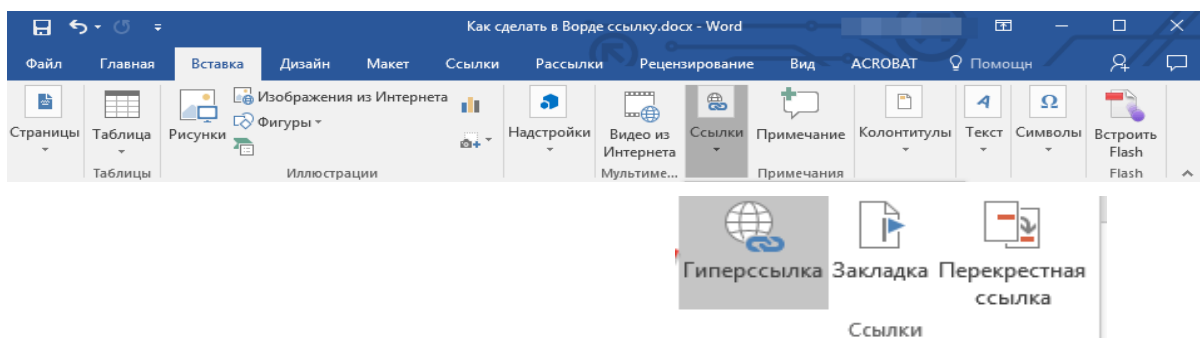 Как сделать в Ворде ссылку.docx - Word
Файл Главная Вставка Дизайн Макет Ссылки Рассылки Рецензирование Вид ACROBAT Помощн
Страницы Таблица Рисунки Изображения из Интернета Фигуры Надстройки Видео из Интернета Ссылки Примечание Колонтитулы Текст Символы Встроить Flash
Таблицы Иллюстрации Мультиме... Примечания Flash
Гиперссылка Закладка Перекрестная
ссылка
Ссылки